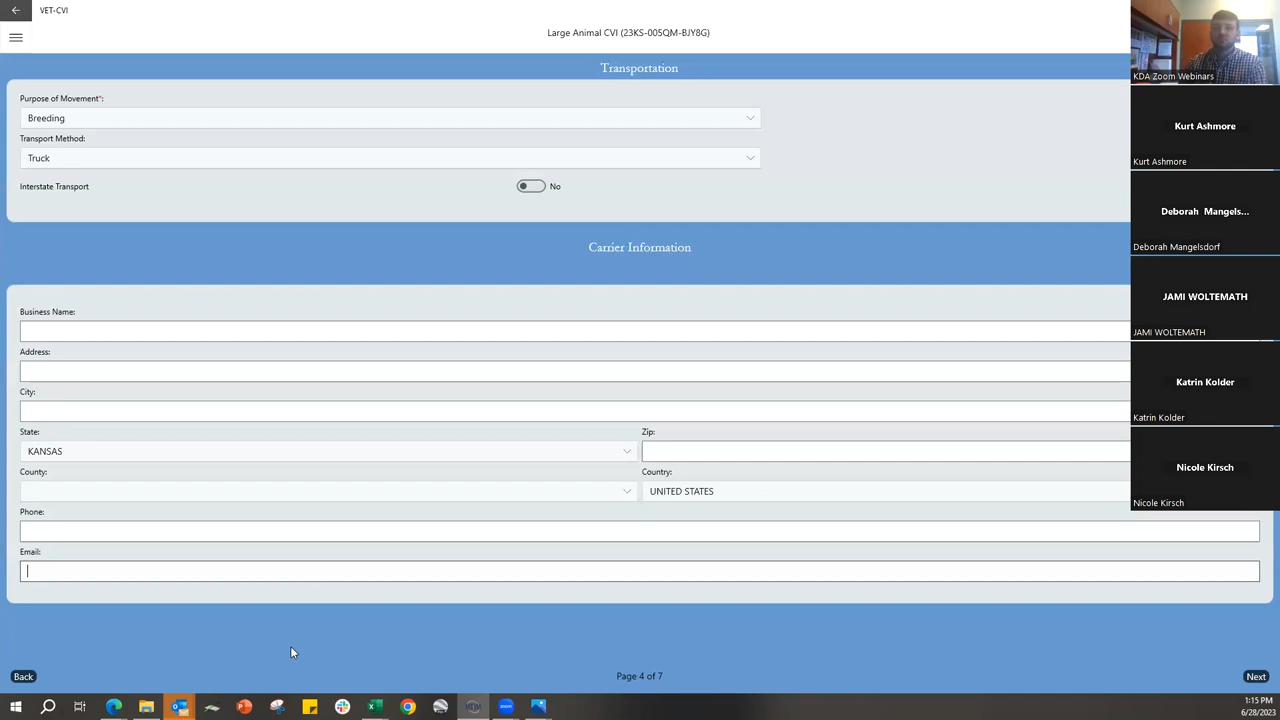 VET-CVI
Large Animal CVI (23KS-005QM-BJY8G)
Transportation
Purpose of Movement*:
Breeding
Transport Method:
Truck
Interstate Transport
No
Carrier Information
Business Name:
Address:
City:
State:
Zip:
KANSAS
County:
Country:
UNITED STATES
Phone:
Email:
Back
Page 4 of 7
Next
KDA Zoom Webinars
Kurt Ashmore
Kurt Ashmore
Deborah Mangels...
Deborah Mangelsdorf
JAMI WOLTEMATH
JAMI WOLTEMATH
Katrin Kolder
Katrin Kolder
Nicole Kirsch
Nicole Kirsch
1:15 PM
6/28/2023